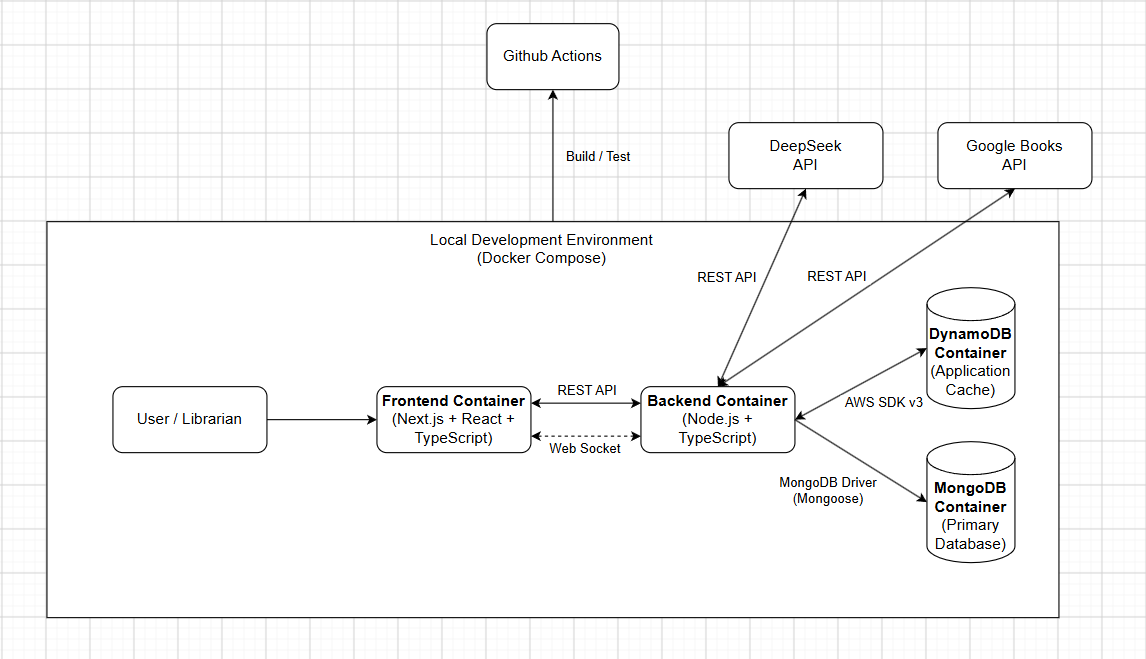 Github Actions
Build / Test
DeepSeek
API
Google Books
API
Local Development Environment
(Docker Compose)
REST API
REST API
DynamoDB
Container
(Application
Cache)
User / Librarian
Frontend Container
(Next.js + React +
TypeScript)
REST API
Web Socket
Backend Container
(Node.js +
TypeScript)
AWS SDK v3
MongoDB Driver
(Mongoose)
MongoDB
Container
(Primary
Database)